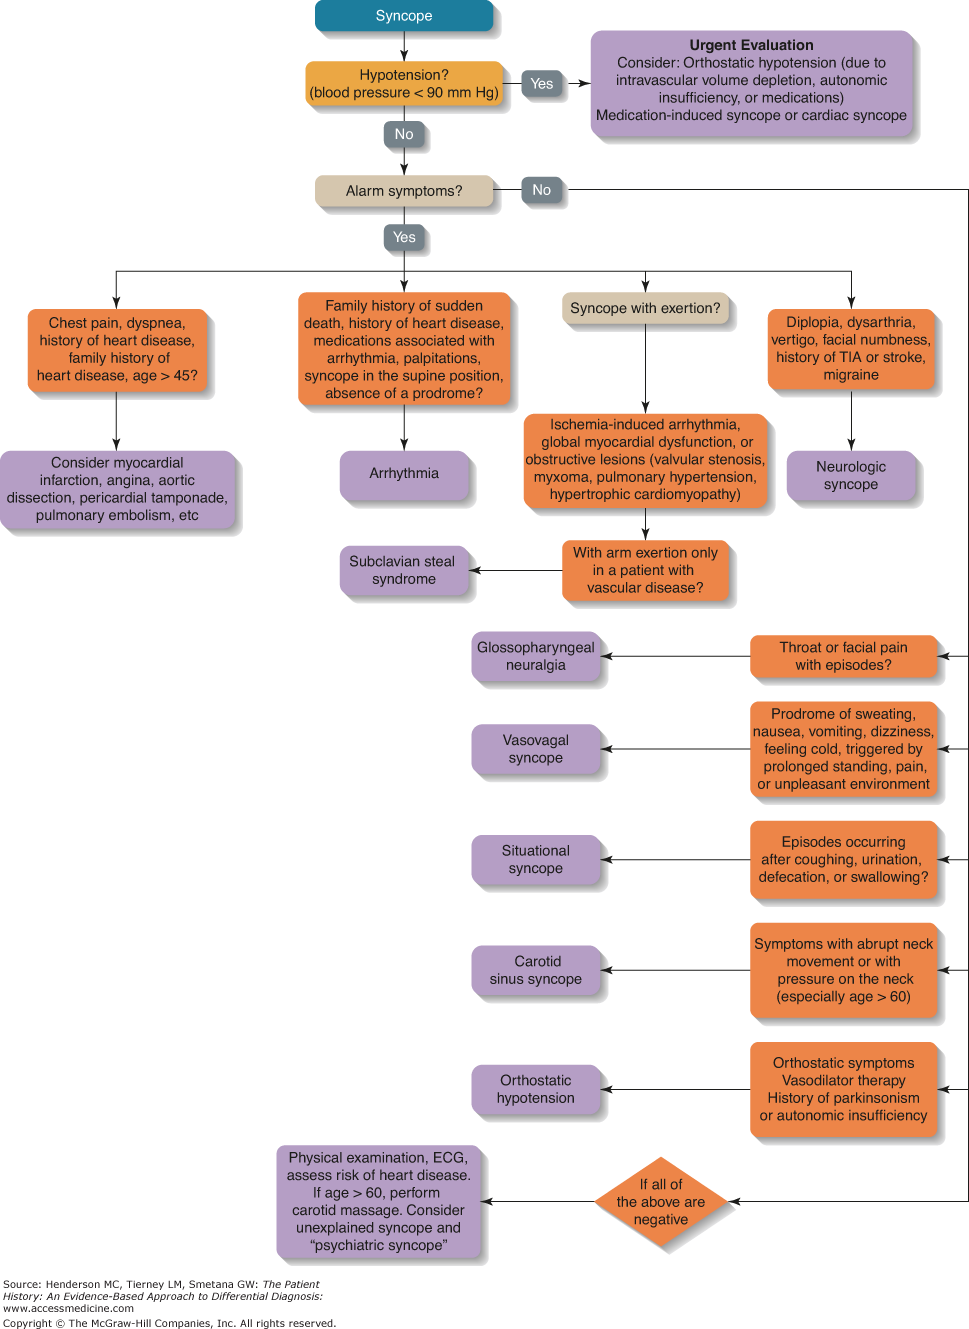 Syncope
Hypotension?
(blood pressure < 90 mm Hg)
Yes
Urgent Evaluation
Consider: Orthostatic hypotension (due to
intravascular volume depletion, autonomic
insufficiency, or medications)
Medication-induced syncope or cardiac syncope
No
Alarm symptoms?
No
Yes
Chest pain, dyspnea,
history of heart disease,
family history of
heart disease, age > 45?
Family history of sudden
death, history of heart disease,
medications associated with
arrhythmia, palpitations,
syncope in the supine position,
absence of a prodrome?
Syncope with exertion?
Diplopia, dysarthria,
vertigo, facial numbness,
history of TIA or stroke,
migraine
Consider myocardial
infarction, angina, aortic
dissection, pericardial tamponade,
pulmonary embolism, etc
Arrhythmia
Ischemia-induced arrhythmia,
global myocardial dysfunction, or
obstructive lesions (valvular stenosis,
myxoma, pulmonary hypertension,
hypertrophic cardiomyopathy)
Neurologic
syncope
Subclavian steal
syndrome
With arm exertion only
in a patient with
vascular disease?
Glossopharyngeal
neuralgia
Throat or facial pain
with episodes?
Vasovagal
syncope
Prodrome of sweating,
nausea, vomiting, dizziness,
feeling cold, triggered by
prolonged standing, pain,
or unpleasant environment
Situational
syncope
Episodes occurring
after coughing, urination,
defecation, or swallowing?
Carotid
sinus syncope
Symptoms with abrupt neck
movement or with
pressure on the neck
(especially age > 60)
Orthostatic
hypotension
Orthostatic symptoms
Vasodilator therapy
History of parkinsonism
or autonomic insufficiency
Physical examination, ECG,
assess risk of heart disease.
If age > 60, perform
carotid massage. Consider
unexplained syncope and
“psychiatric syncope”
If all of
the above are
negative
Source: Henderson MC, Tierney LM, Smetana GW: The Patient
History: An Evidence-Based Approach to Differential Diagnosis:
www.accessmedicine.com
Copyright © The McGraw-Hill Companies, Inc. All rights reserved.